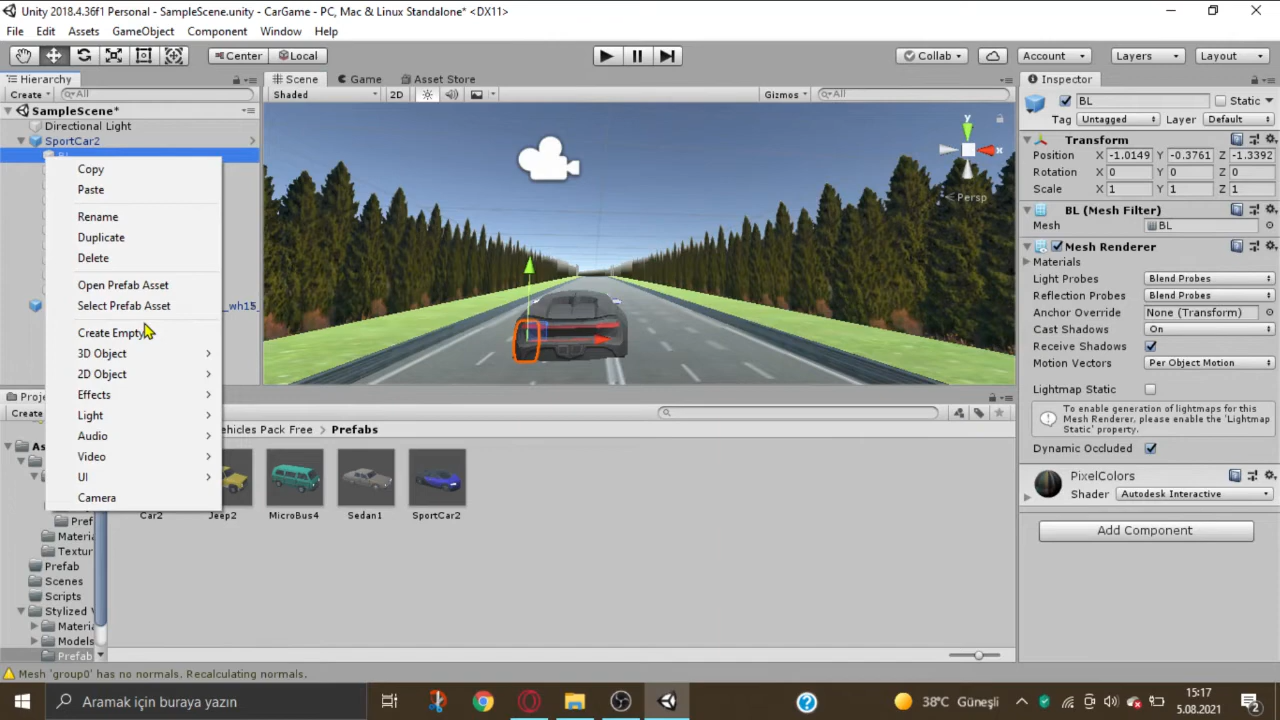 Unity 2018.4.36f1 Personal - SampleScene.unity - CarGame - PC, Mac & Linux Standalone* <DX11>
File Edit Assets GameObject Component Window Help
Center Local Collab Account Layers Layout
Hierarchy
Create All
SampleScene*
Directional Light
SportCar2
BL
_wh15_
Copy
Paste
Rename
Duplicate
Delete
Open Prefab Asset
Select Prefab Asset
Create Empty
3D Object
2D Object
Effects
Light
Audio
Video
UI
Camera
Scene Game Asset Store
Shaded 2D Gizmos All
y
x
Persp
Inspector
BL Static
Tag Untagged Layer Default
Transform
Position X -1.0149 Y -0.3761 Z -1.3392
Rotation X 0 Y 0 Z 0
Scale X 1 Y 1 Z 1
BL (Mesh Filter)
Mesh BL
Mesh Renderer
Materials
Light Probes Blend Probes
Reflection Probes Blend Probes
Anchor Override None (Transform)
Cast Shadows On
Receive Shadows
Motion Vectors Per Object Motion
Lightmap Static
To enable generation of lightmaps for this
Mesh Renderer, please enable the 'Lightmap
Static' property.
Dynamic Occluded
PixelColors
Shader Autodesk Interactive
Add Component
Proj
Create
As
Pref
Materia
Textur
Prefab
Scenes
Scripts
Stylized V
Materia
Models
Prefab
ehicles Pack Free Prefabs
Car2 Jeep2 MicroBus4 Sedan1 SportCar2
Mesh 'group0' has no normals. Recalculating normals.
Aramak için buraya yazın
38°C Güneşli
15:17
5.08.2021
2